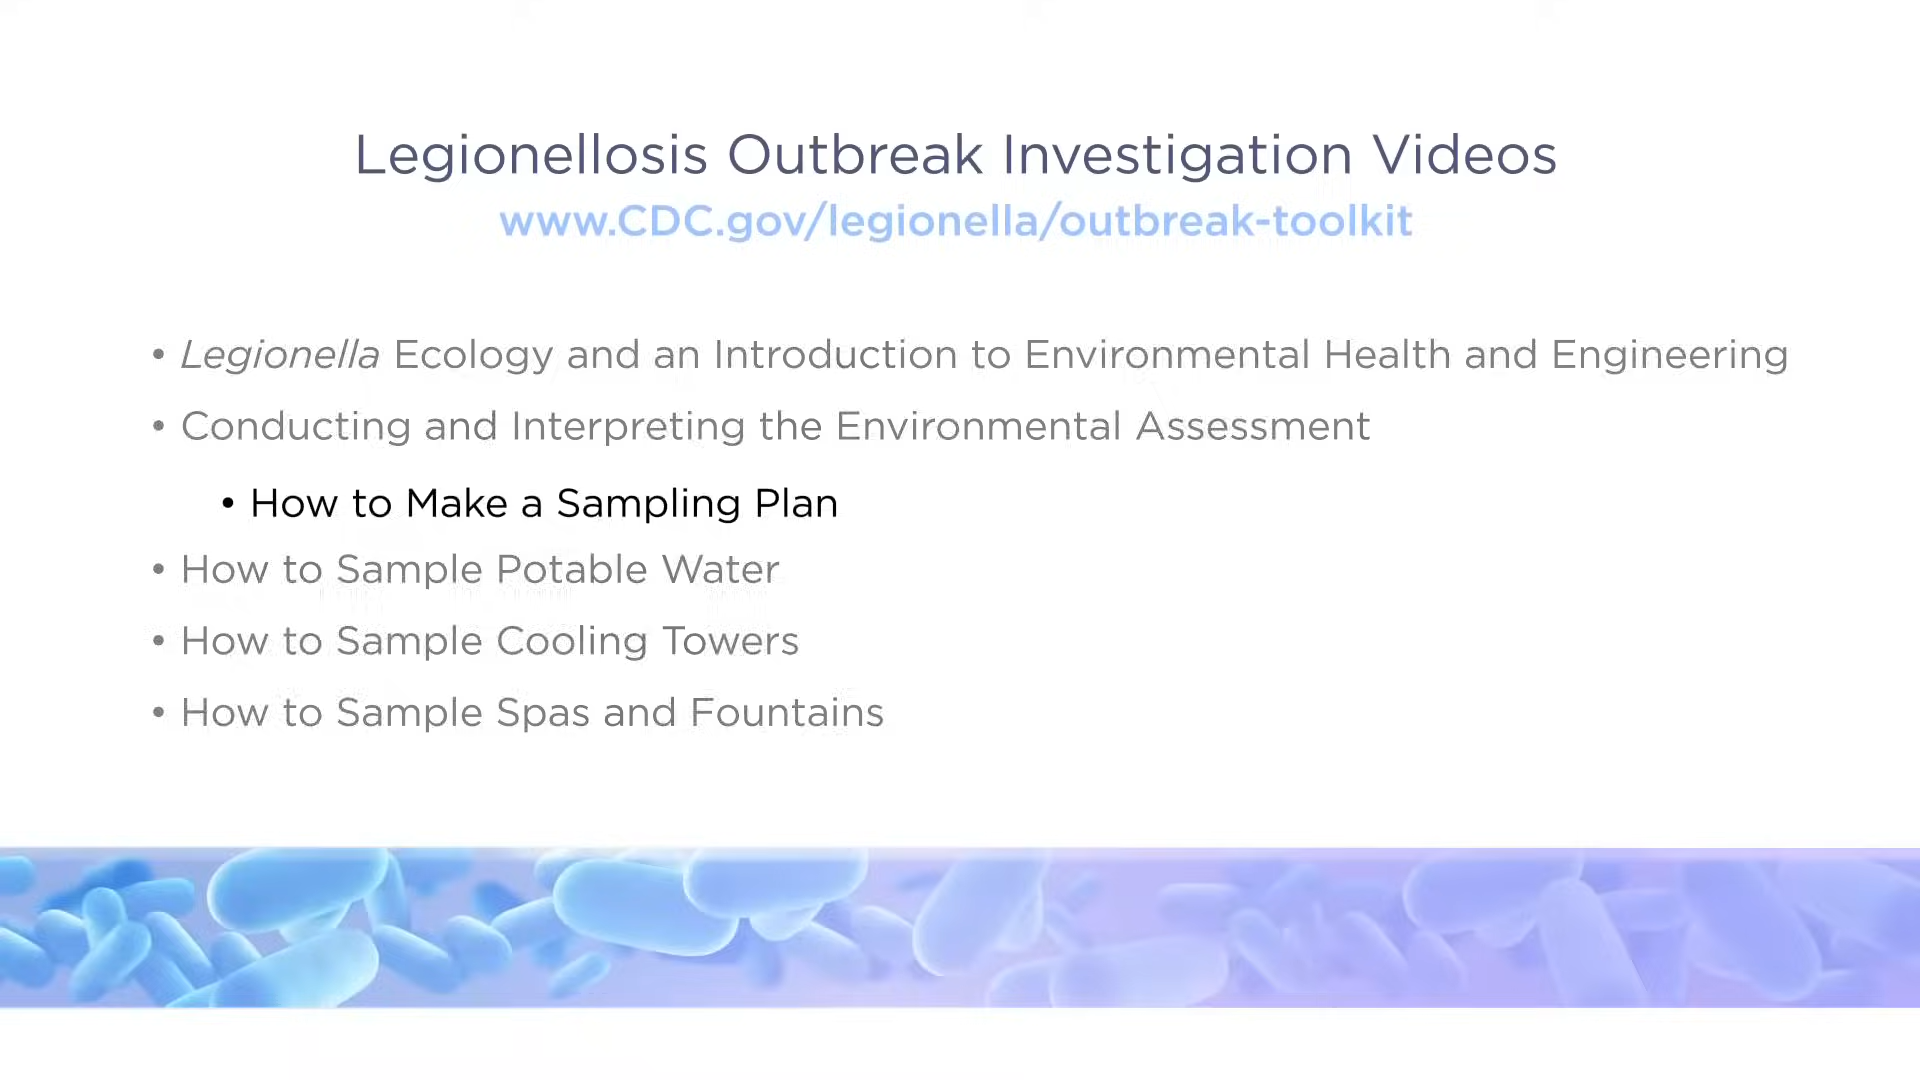 Legionellosis Outbreak Investigation Videos
www.CDC.gov/legionella/outbreak-toolkit
• Legionella Ecology and an Introduction to Environmental Health and Engineering
• Conducting and Interpreting the Environmental Assessment
• How to Make a Sampling Plan
• How to Sample Potable Water
• How to Sample Cooling Towers
• How to Sample Spas and Fountains